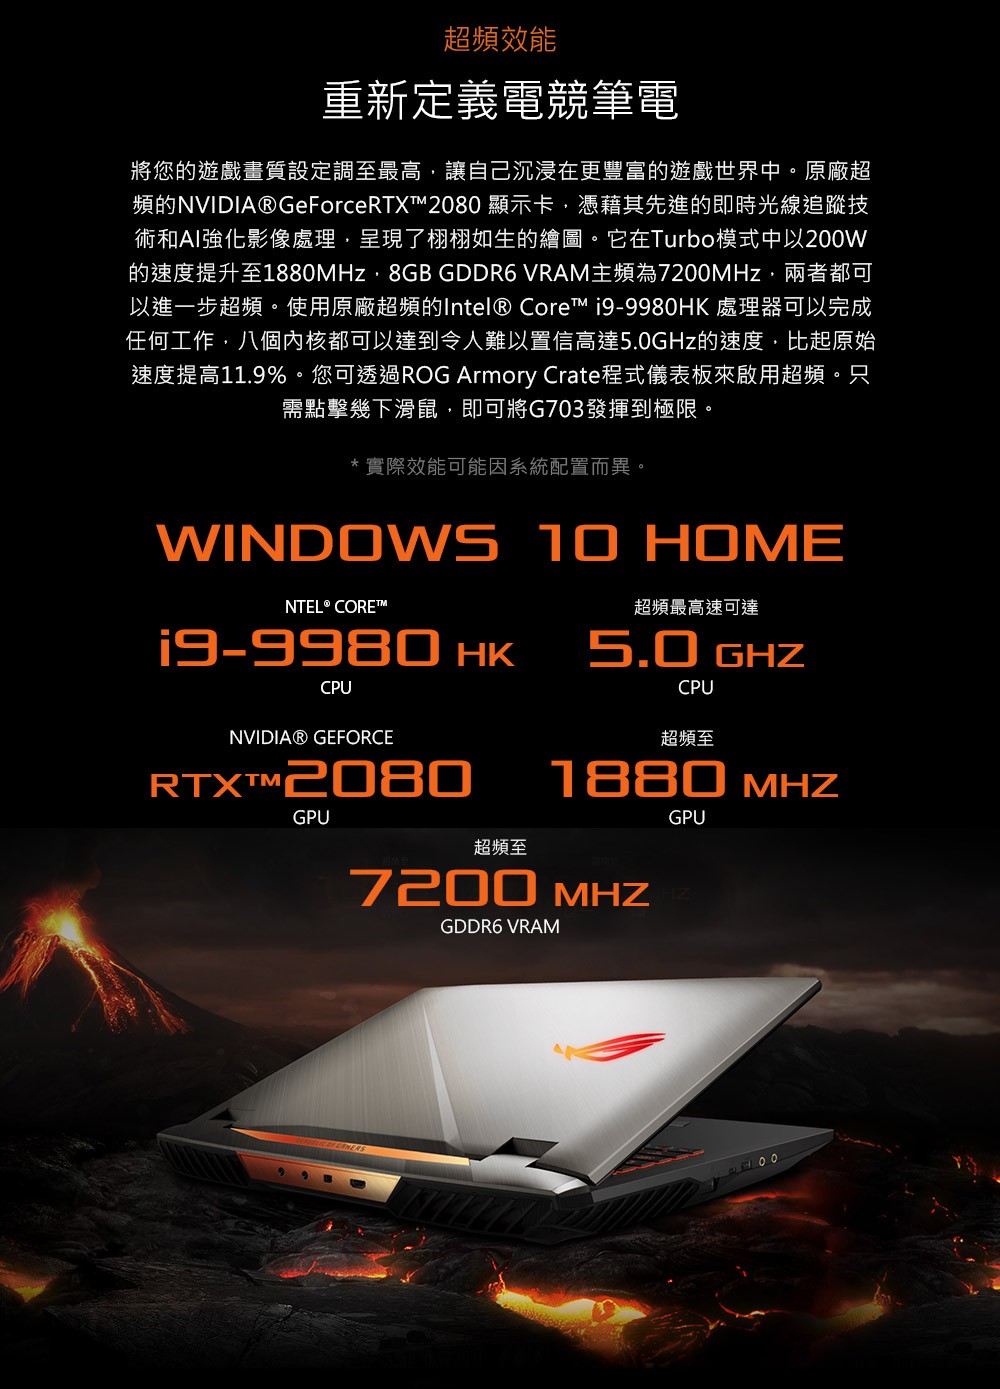 超頻效能
重新定義電競筆電
將您的遊戲畫質設定調至最高，讓自己沉浸在更豐富的遊戲世界中。原廠超
頻的NVIDIA®GeForceRTX™2080 顯示卡，憑藉其先進的即時光線追蹤技
術和AI強化影像處理，呈現了栩栩如生的繪圖。它在Turbo模式中以200W
的速度提升至1880MHz，8GB GDDR6 VRAM主頻為7200MHz，兩者都可
以進一步超頻。使用原廠超頻的Intel® Core™ i9-9980HK 處理器可以完成
任何工作，八個內核都可以達到令人難以置信高達5.0GHz的速度，比起原始
速度提高11.9%。您可透過ROG Armory Crate程式儀表板來啟用超頻。只
需點擊幾下滑鼠，即可將G703發揮到極限。
* 實際效能可能因系統配置而異。
WINDOWS 10 HOME
NTEL® CORE™
i9-9980 HK
CPU
超頻最高速可達
5.0 GHZ
CPU
NVIDIA® GEFORCE
RTX™2080
GPU
超頻至
1880 MHZ
GPU
超頻至
7200 MHZ
GDDR6 VRAM
REPUBLIC OF GAMERS